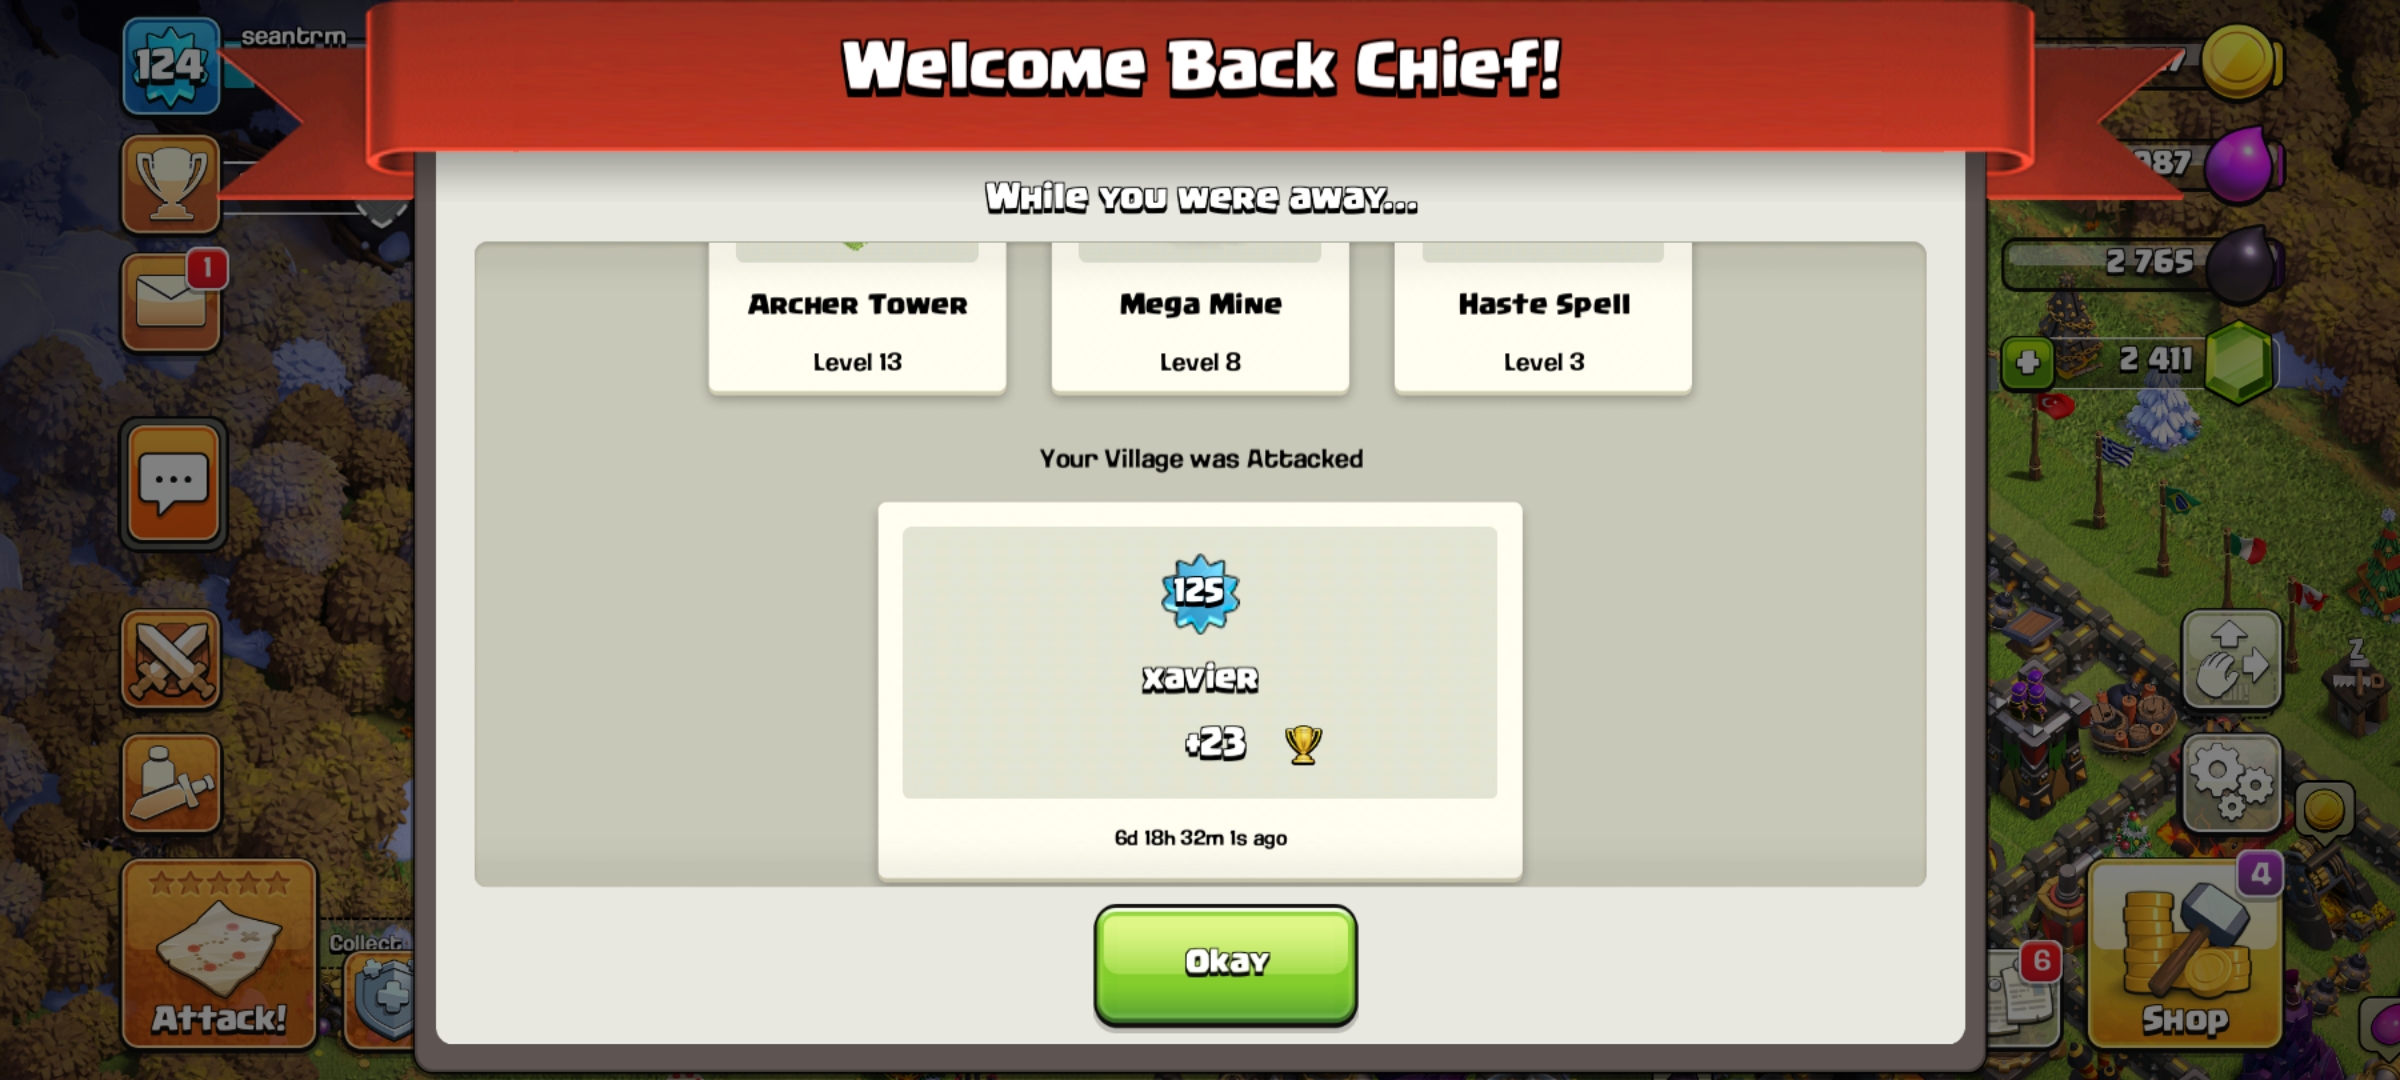 124
seantrm
Welcome Back Chief!
While you were away...
87
2 765
2 411
1
Archer Tower
Level 13
Mega Mine
Level 8
Haste Spell
Level 3
Your Village was Attacked
125
xavier
+23
6d 18h 32m 1s ago
Okay
Z
4
6
Collect
Attack!
Shop